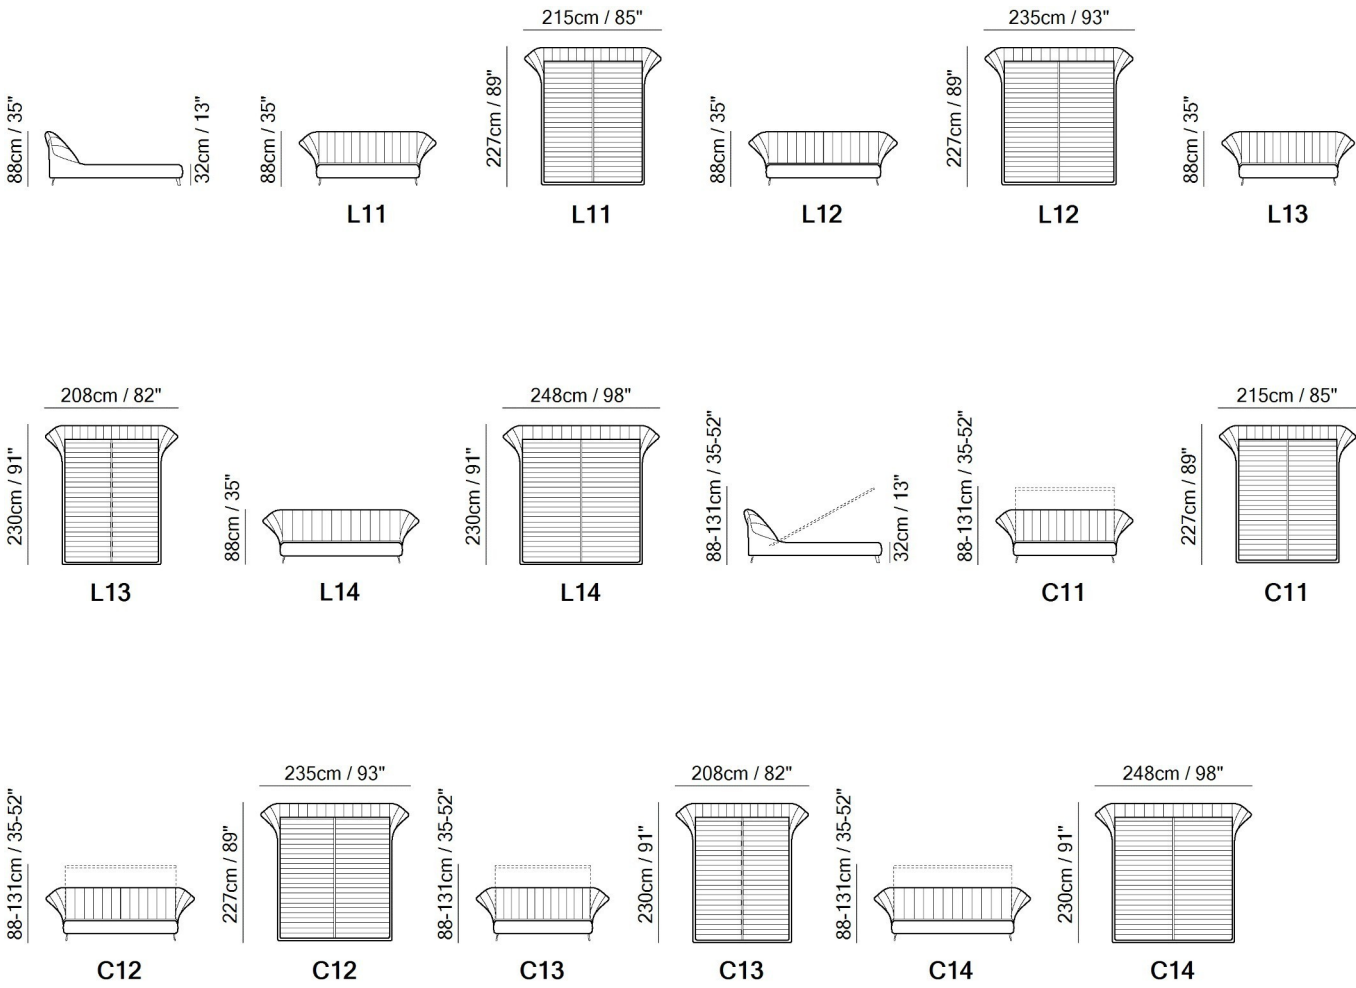 215cm / 85"
235cm / 93"
88cm / 35"
32cm / 13"
88cm / 35"
227cm / 89"
88cm / 35"
227cm / 89"
88cm / 35"
L11
L11
L12
L12
L13
208cm / 82"
248cm / 98"
215cm / 85"
230cm / 91"
88cm / 35"
230cm / 91"
88-131cm / 35-52"
32cm / 13"
88-131cm / 35-52"
227cm / 89"
L13
L14
L14
C11
C11
235cm / 93"
208cm / 82"
248cm / 98"
88-131cm / 35-52"
227cm / 89"
88-131cm / 35-52"
230cm / 91"
88-131cm / 35-52"
230cm / 91"
C12
C12
C13
C13
C14
C14